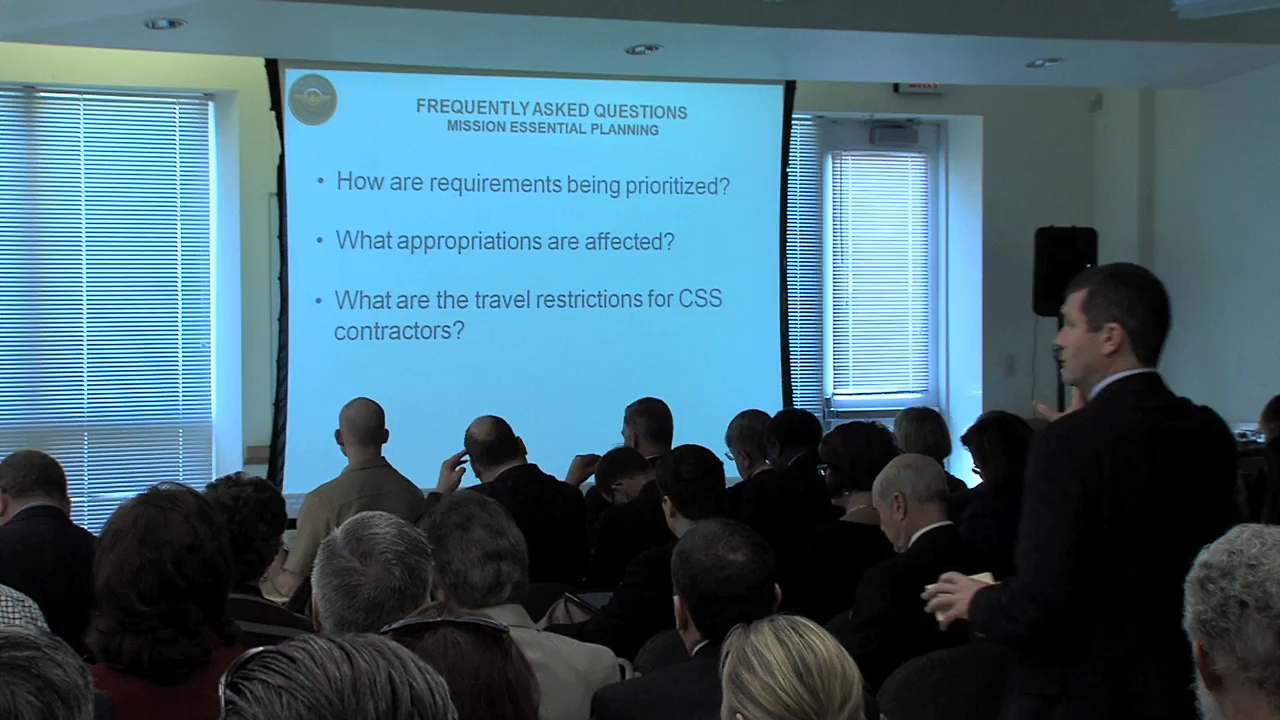 FREQUENTLY ASKED QUESTIONS
MISSION ESSENTIAL PLANNING
• How are requirements being prioritized?
• What appropriations are affected?
• What are the travel restrictions for CSS
contractors?